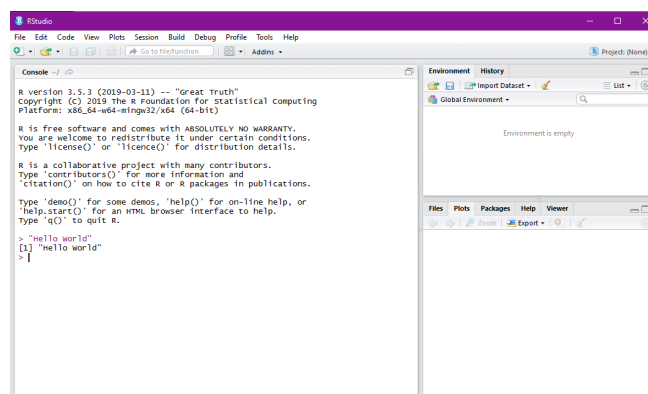 RStudio
File Edit Code View Plots Session Build Debug Profile Tools Help
Go to file/function Addins Project: (None)
Console ~/
R version 3.5.3 (2019-03-11) -- "Great Truth"
Copyright (C) 2019 The R Foundation for Statistical Computing
Platform: x86_64-w64-mingw32/x64 (64-bit)
R is free software and comes with ABSOLUTELY NO WARRANTY.
You are welcome to redistribute it under certain conditions.
Type 'license()' or 'licence()' for distribution details.
R is a collaborative project with many contributors.
Type 'contributors()' for more information and
'citation()' on how to cite R or R packages in publications.
Type 'demo()' for some demos, 'help()' for on-line help, or
'help.start()' for an HTML browser interface to help.
Type 'q()' to quit R.
> "Hello World"
[1] "Hello World"
>
Environment History
Import Dataset List
Global Environment
Environment is empty
Files Plots Packages Help Viewer
Zoom Export